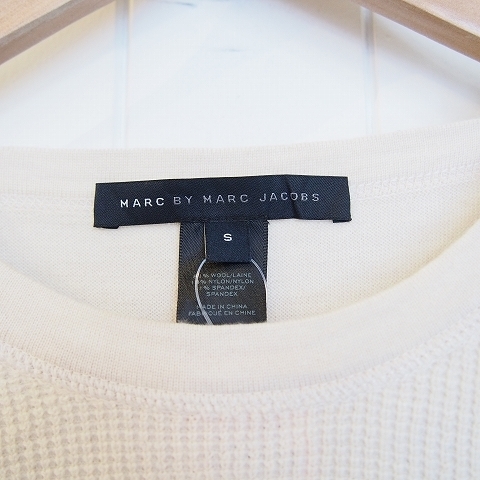 MARC BY MARC JACOBS
S
% WOOL/LAINE
% NYLON/NYLON
% SPANDEX/
SPANDEX
MADE IN CHINA
FABRIQUÉ EN CHINE